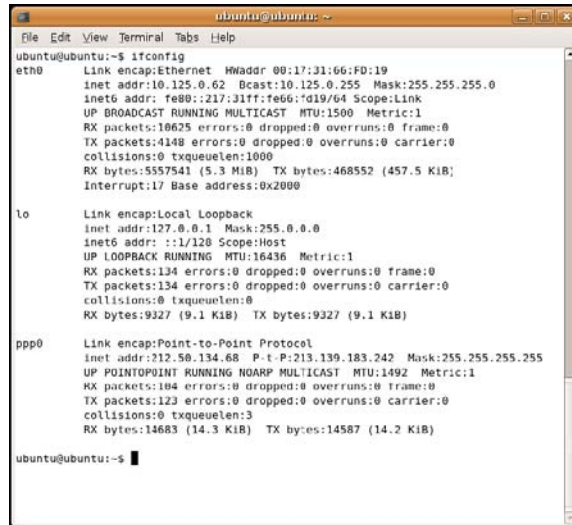 ubuntu@ubuntu: ~
File Edit View Terminal Tabs Help
ubuntu@ubuntu:~$ ifconfig
eth0 Link encap:Ethernet HWaddr 00:17:31:66:FD:19
inet addr:10.125.0.62 Bcast:10.125.0.255 Mask:255.255.255.0
inet6 addr: fe80::217:31ff:fe66:fd19/64 Scope:Link
UP BROADCAST RUNNING MULTICAST MTU:1500 Metric:1
RX packets:10625 errors:0 dropped:0 overruns:0 frame:0
TX packets:4148 errors:0 dropped:0 overruns:0 carrier:0
collisions:0 txqueuelen:1000
RX bytes:5557541 (5.3 MiB) TX bytes:468552 (457.5 KiB)
Interrupt:17 Base address:0x2000
lo Link encap:Local Loopback
inet addr:127.0.0.1 Mask:255.0.0.0
inet6 addr: ::1/128 Scope:Host
UP LOOPBACK RUNNING MTU:16436 Metric:1
RX packets:134 errors:0 dropped:0 overruns:0 frame:0
TX packets:134 errors:0 dropped:0 overruns:0 carrier:0
collisions:0 txqueuelen:0
RX bytes:9327 (9.1 KiB) TX bytes:9327 (9.1 KiB)
ppp0 Link encap:Point-to-Point Protocol
inet addr:212.50.134.68 P-t-P:213.139.183.242 Mask:255.255.255.255
UP POINTOPOINT RUNNING NOARP MULTICAST MTU:1492 Metric:1
RX packets:104 errors:0 dropped:0 overruns:0 frame:0
TX packets:123 errors:0 dropped:0 overruns:0 carrier:0
collisions:0 txqueuelen:3
RX bytes:14683 (14.3 KiB) TX bytes:14587 (14.2 KiB)
ubuntu@ubuntu:~$